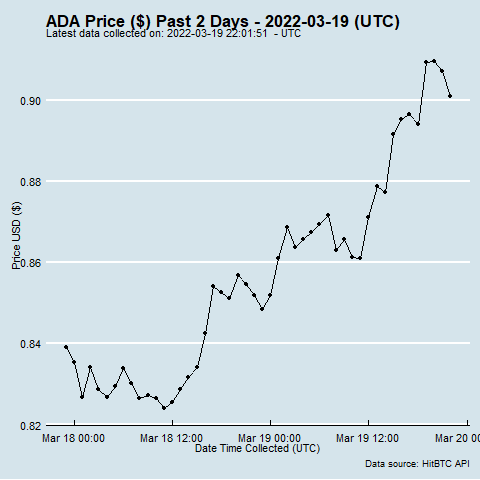 ADA Price ($) Past 2 Days - 2022-03-19 (UTC)
Latest data collected on: 2022-03-19 22:01:51 - UTC
Price USD ($)
0.90
0.88
0.86
0.84
0.82
Mar 18 00:00
Mar 18 12:00
Mar 19 00:00
Mar 19 12:00
Mar 20 0
Date Time Collected (UTC)
Data source: HitBTC API